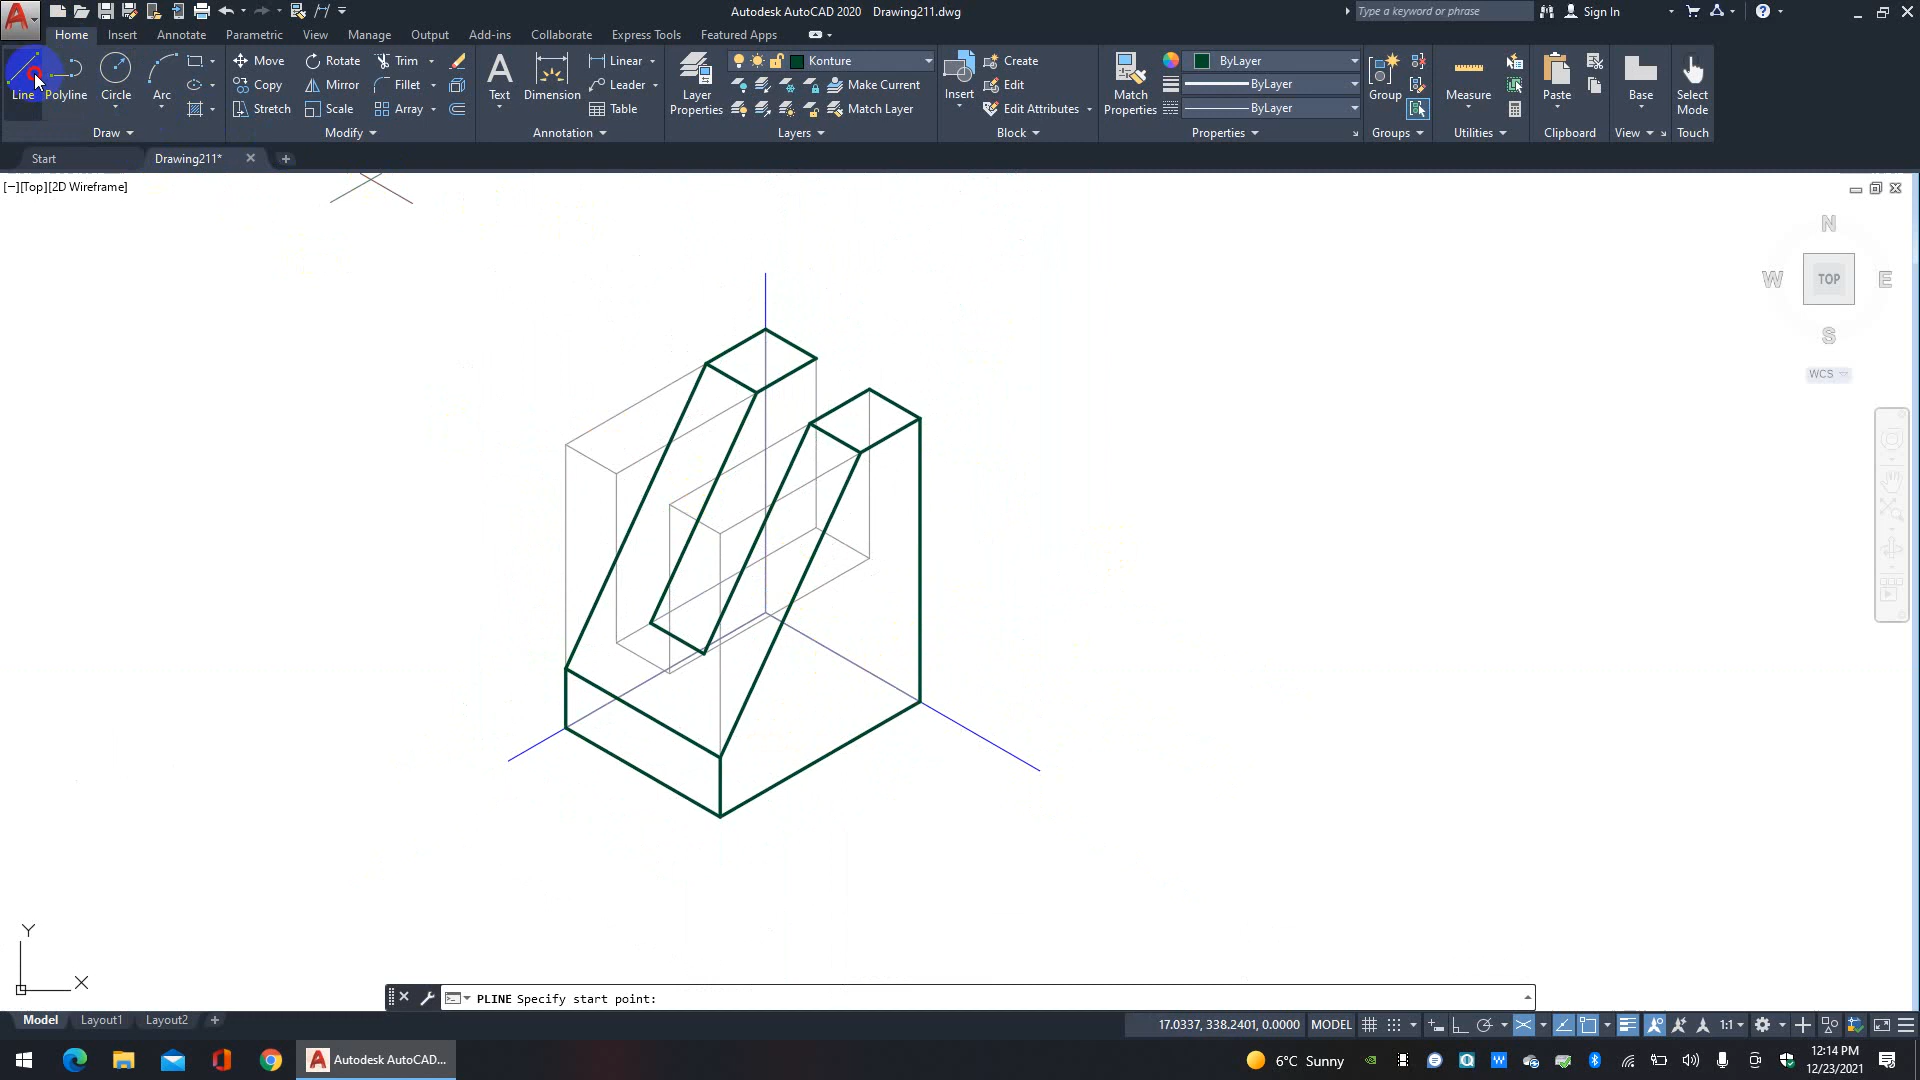 Autodesk AutoCAD 2020 Drawing211.dwg
Type a keyword or phrase
Sign In
Home Insert Annotate Parametric View Manage Output Add-ins Collaborate Express Tools Featured Apps
Line Polyline Circle Arc
Draw
Move Rotate Trim
Copy Mirror Fillet
Stretch Scale Array
Modify
Text Dimension
Linear
Leader
Table
Annotation
Layer Properties
Konture
Make Current
Match Layer
Layers
Insert
Create
Edit
Edit Attributes
Block
Match Properties
ByLayer
ByLayer
ByLayer
Properties
Group
Groups
Measure
Utilities
Paste
Clipboard
Base
View
Select Mode
Touch
Start Drawing211*
[−][Top][2D Wireframe]
N
W TOP E
S
WCS
Y
X
PLINE Specify start point:
Model Layout1 Layout2
17.0337, 338.2401, 0.0000 MODEL 1:1
Autodesk AutoCAD...
6°C Sunny
12:14 PM
12/23/2021